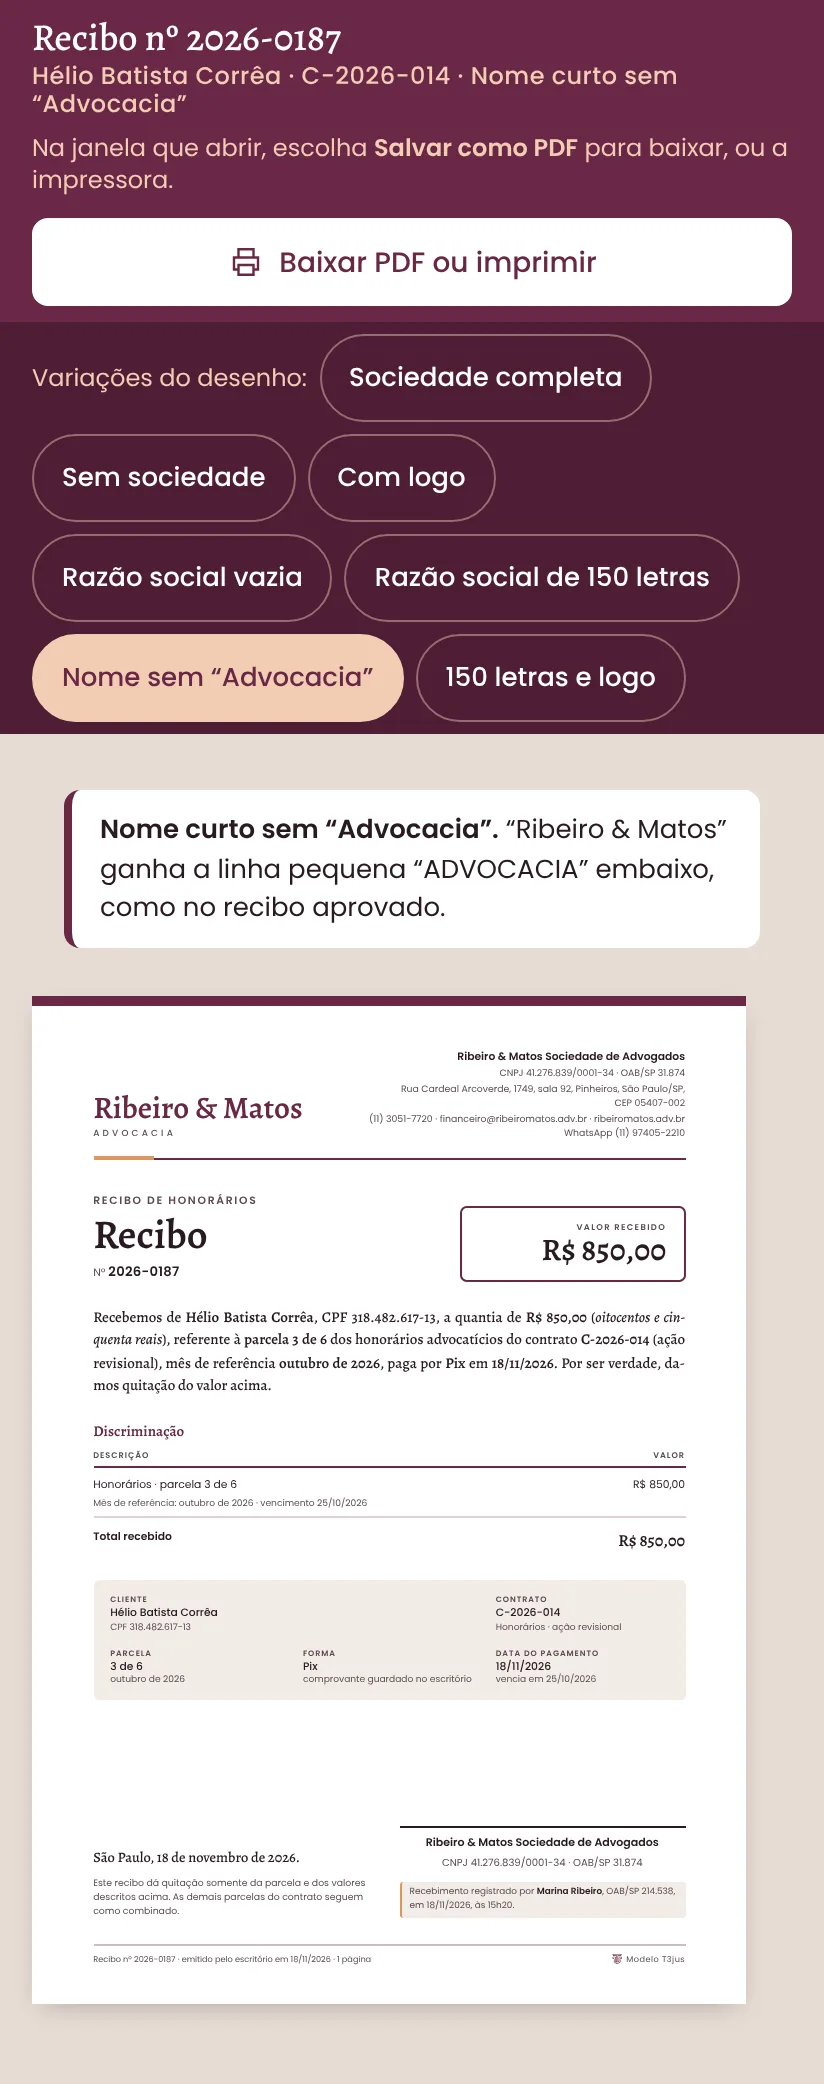 Recibo nº 2026-0187
Hélio Batista Corrêa · C-2026-014 · Nome curto sem
“Advocacia”
Na janela que abrir, escolha Salvar como PDF para baixar, ou a
impressora.
Baixar PDF ou imprimir
Variações do desenho:
Sociedade completa
Sem sociedade
Com logo
Razão social vazia
Razão social de 150 letras
Nome sem “Advocacia”
150 letras e logo
Nome curto sem “Advocacia”. “Ribeiro & Matos”
ganha a linha pequena “ADVOCACIA” embaixo,
como no recibo aprovado.
Ribeiro & Matos
ADVOCACIA
Ribeiro & Matos Sociedade de Advogados
CNPJ 41.276.839/0001-34 · OAB/SP 31.874
Rua Cardeal Arcoverde, 1749, sala 92, Pinheiros, São Paulo/SP,
CEP 05407-002
(11) 3051-7720 · financeiro@ribeiromatos.adv.br · ribeiromatos.adv.br
WhatsApp (11) 97405-2210
RECIBO DE HONORÁRIOS
Recibo
Nº 2026-0187
VALOR RECEBIDO
R$ 850,00
Recebemos de Hélio Batista Corrêa, CPF 318.482.617-13, a quantia de R$ 850,00 (oitocentos e cin-
quenta reais), referente à parcela 3 de 6 dos honorários advocatícios do contrato C-2026-014 (ação
revisional), mês de referência outubro de 2026, paga por Pix em 18/11/2026. Por ser verdade, da-
mos quitação do valor acima.
Discriminação
DESCRIÇÃO VALOR
Honorários · parcela 3 de 6 R$ 850,00
Mês de referência: outubro de 2026 · vencimento 25/10/2026
Total recebido R$ 850,00
CLIENTE
Hélio Batista Corrêa
CPF 318.482.617-13
CONTRATO
C-2026-014
Honorários · ação revisional
PARCELA
3 de 6
outubro de 2026
FORMA
Pix
comprovante guardado no escritório
DATA DO PAGAMENTO
18/11/2026
vencia em 25/10/2026
São Paulo, 18 de novembro de 2026.
Este recibo dá quitação somente da parcela e dos valores
descritos acima. As demais parcelas do contrato seguem
como combinado.
Ribeiro & Matos Sociedade de Advogados
CNPJ 41.276.839/0001-34 · OAB/SP 31.874
Recebimento registrado por Marina Ribeiro, OAB/SP 214.538,
em 18/11/2026, às 15h20.
Recibo nº 2026-0187 · emitido pelo escritório em 18/11/2026 · 1 página
Modelo T3jus